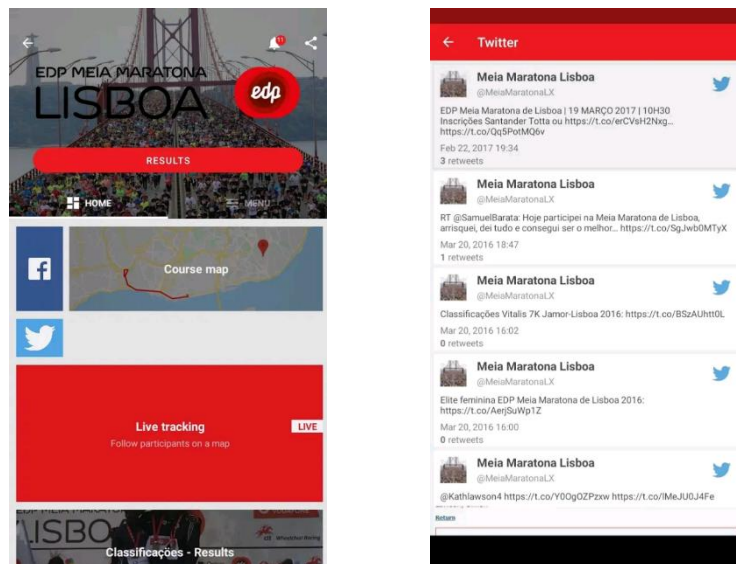 11
EDP MEIA MARATONA
LISBOA
edp
RESULTS
HOME
MENU
Course map
Live tracking
LIVE
Follow participants on a map
LISBO
Classificações - Results
Twitter
Meia Maratona Lisboa
@MeiaMaratonaLX
EDP Meia Maratona de Lisboa | 19 MARÇO 2017 | 10H30
Inscrições Santander Totta ou https://t.co/erCVsH2Nxg...
https://t.co/Qq5PotMQ6v
Feb 22, 2017 19:34
3 retweets
Meia Maratona Lisboa
@MeiaMaratonaLX
RT @SamuelBarata: Hoje participei na Meia Maratona de Lisboa,
arrisquei, dei tudo e consegui ser o melhor... https://t.co/SgJwb0MTyX
Mar 20, 2016 18:47
1 retweets
Meia Maratona Lisboa
@MeiaMaratonaLX
Classificações Vitalis 7K Jamor-Lisboa 2016: https://t.co/BSzAUhtt0L
Mar 20, 2016 16:02
0 retweets
Meia Maratona Lisboa
@MeiaMaratonaLX
Elite feminina EDP Meia Maratona de Lisboa 2016:
https://t.co/AerjSuWp1Z
Mar 20, 2016 16:00
0 retweets
Meia Maratona Lisboa
@MeiaMaratonaLX
@Kathlawson4 https://t.co/Y0OgOZPzxw https://t.co/lMeJU0J4Fe
Return